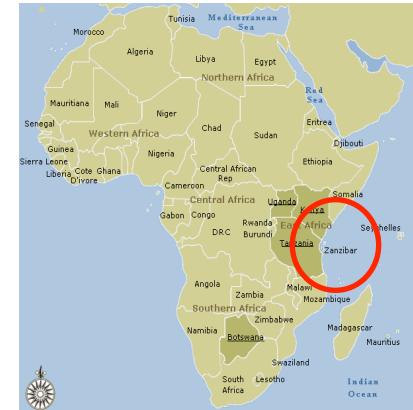 Tunisia
Mediterranean
Sea
Morocco
Algeria
Libya
Egypt
Northern Africa
Red
Sea
Mauritana
Mali
Niger
Chad
Sudan
Eritrea
Senegal
Western Africa
Djibouti
Guinea
Nigeria
Ethiopia
Sierra Leone
Liberia
Cote
D'ivore
Ghana
Central African
Rep
Cameroon
Somalia
Central Africa
Uganda
Kenya
Gabon
Congo
Rwanda
East Africa
Seychelles
DRC
Burundi
Tanzania
Zanzibar
Angola
Malawi
Zambia
Mozambique
Southern Africa
Zimbabwe
Namibia
Botswana
Madagascar
Mauritius
Swaziland
South
Africa
Lesotho
Indian
Ocean